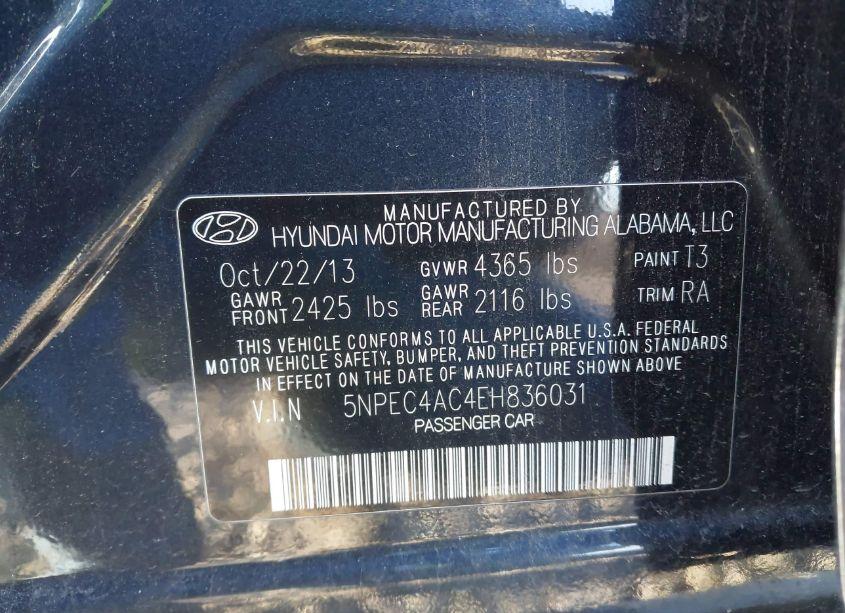 MANUFACTURED BY
HYUNDAI MOTOR MANUFACTURING ALABAMA, LLC
Oct/22/13 GVWR 4365 lbs PAINT T3
GAWR FRONT 2425 lbs GAWR REAR 2116 lbs TRIM RA
THIS VEHICLE CONFORMS TO ALL APPLICABLE U.S.A. FEDERAL
MOTOR VEHICLE SAFETY, BUMPER, AND THEFT PREVENTION STANDARDS
IN EFFECT ON THE DATE OF MANUFACTURE SHOWN ABOVE
V.I.N 5NPEC4AC4EH836031
PASSENGER CAR